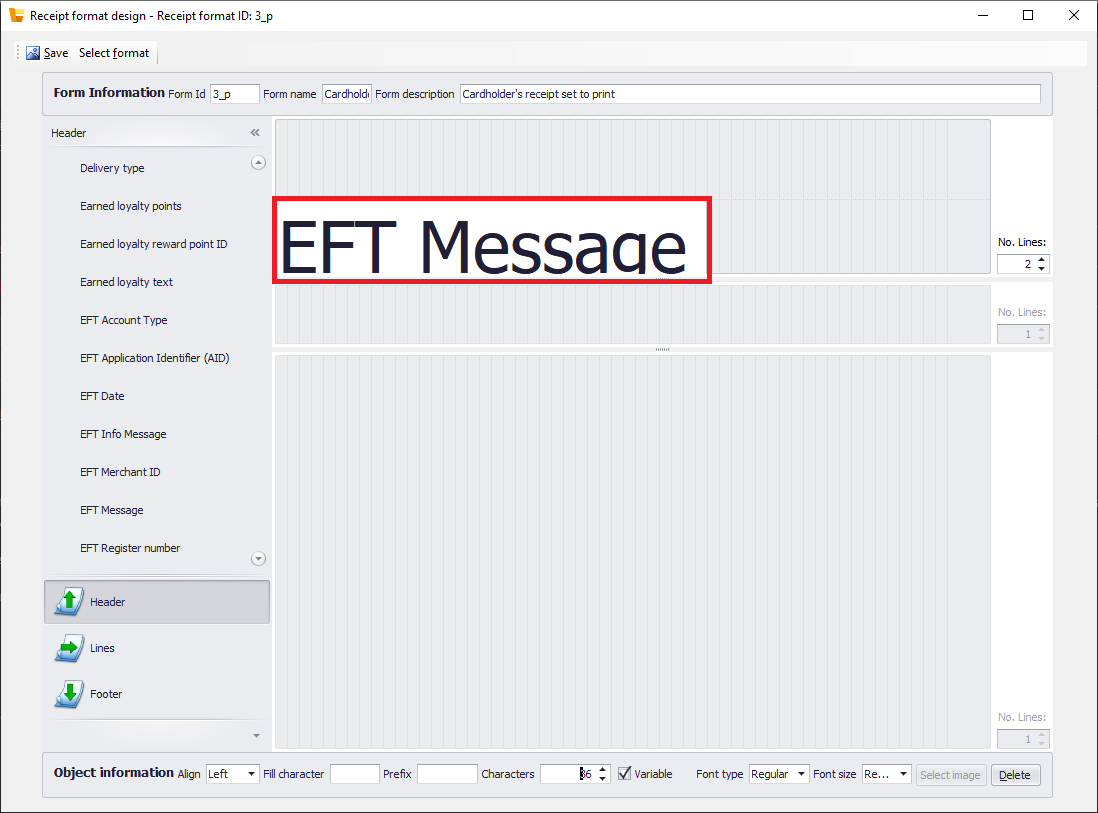 Receipt format design - Receipt format ID: 3_p
Save Select format
Form Information Form Id 3_p Form name Cardhold Form description Cardholder's receipt set to print
Header
Delivery type
Earned loyalty points
Earned loyalty reward point ID
Earned loyalty text
EFT Account Type
EFT Application Identifier (AID)
EFT Date
EFT Info Message
EFT Merchant ID
EFT Message
EFT Register number
Header
Lines
Footer
EFT Message
No. Lines:
2
No. Lines:
1
No. Lines:
1
Object information Align Left Fill character Prefix Characters 36 Variable Font type Regular Font size Re... Select image Delete